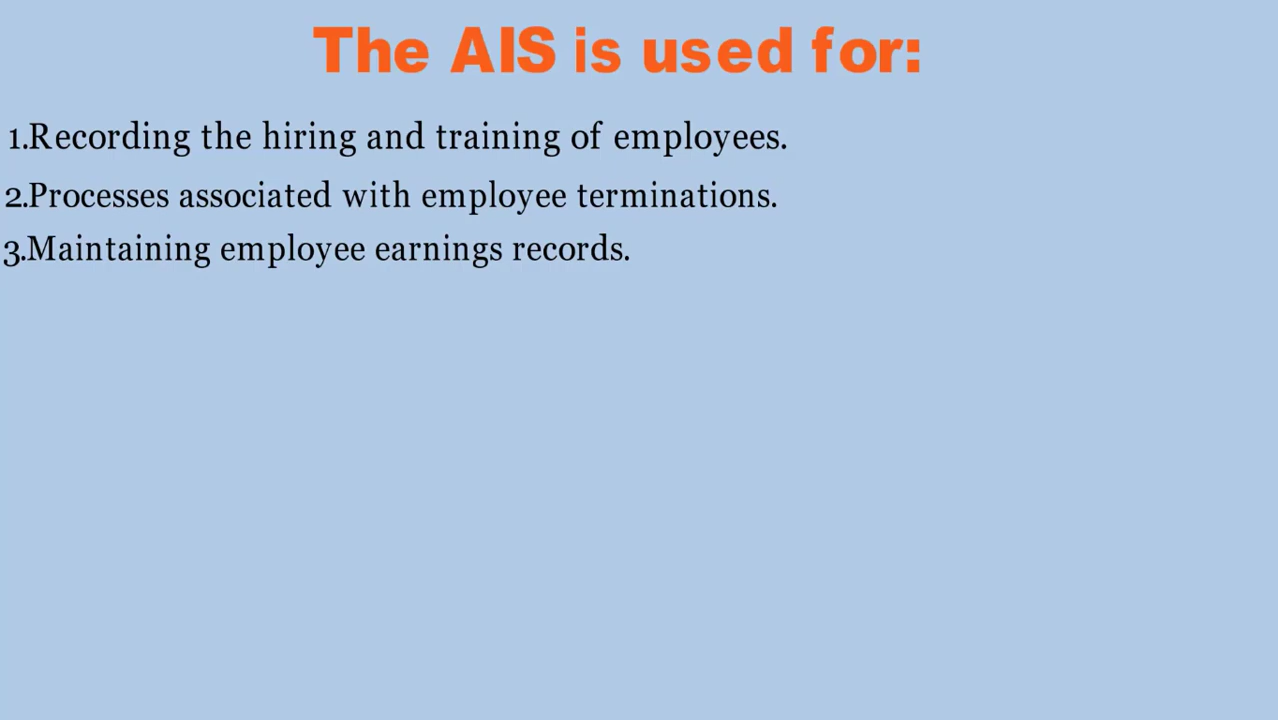 The AIS is used for:
1.Recording the hiring and training of employees.
2.Processes associated with employee terminations.
3.Maintaining employee earnings records.